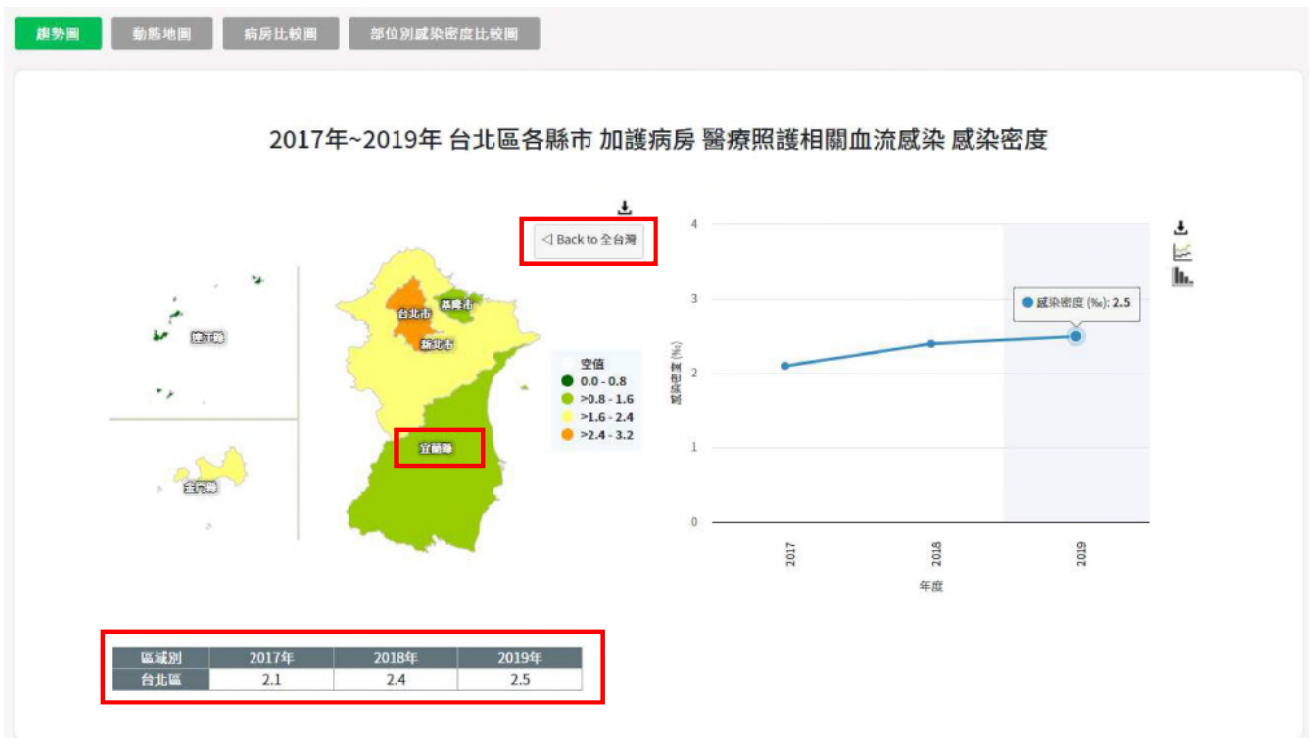 趨勢圖 動態地圖 病房比較圖 部位別感染密度比較圖
2017年~2019年 台北區各縣市 加護病房 醫療照護相關血流感染 感染密度
◁ Back to 全台灣
連江縣
金門縣
台北市
基隆市
新北市
宜蘭縣
空值
0.0 - 0.8
>0.8 - 1.6
>1.6 - 2.4
>2.4 - 3.2
感染密度 (‰)
4
3
2
1
0
感染密度 (‰): 2.5
2017 2018 2019
年度
區域別 2017年 2018年 2019年
台北區 2.1 2.4 2.5